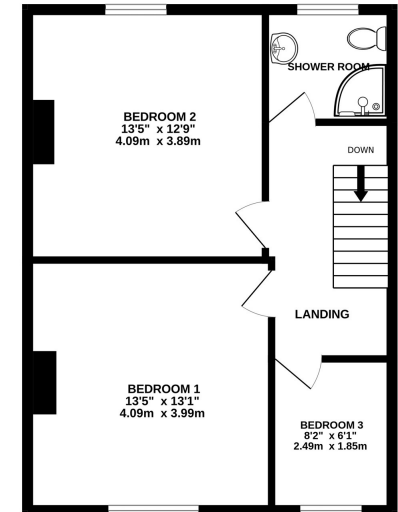 SHOWER ROOM
BEDROOM 2
13'5" x 12'9"
4.09m x 3.89m
DOWN
LANDING
BEDROOM 1
13'5" x 13'1"
4.09m x 3.99m
BEDROOM 3
8'2" x 6'1"
2.49m x 1.85m